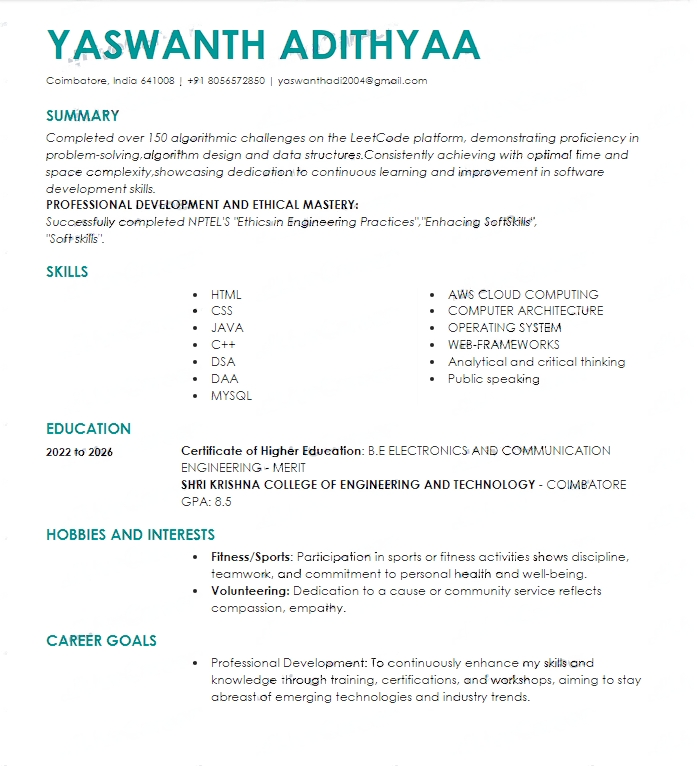 YASWANTH ADITHYAA
Coimbatore, India 641008 | +91 8056572850 | yaswanthadi2004@gmail.com
SUMMARY
Completed over 150 algorithmic challenges on the LeetCode platform, demonstrating proficiency in
problem-solving,algorithm design and data structures.Consistently achieving with optimal time and
space complexity,showcasing dedication to continuous learning and improvement in software
development skills.
PROFESSIONAL DEVELOPMENT AND ETHICAL MASTERY:
Successfully completed NPTEL'S "Ethics in Engineering Practices","Enhacing SoftSkills",
"Soft skills".
SKILLS
• HTML
• CSS
• JAVA
• C++
• DSA
• DAA
• MYSQL
• AWS CLOUD COMPUTING
• COMPUTER ARCHITECTURE
• OPERATING SYSTEM
• WEB-FRAMEWORKS
• Analytical and critical thinking
• Public speaking
EDUCATION
2022 to 2026
Certificate of Higher Education: B.E ELECTRONICS AND COMMUNICATION
ENGINEERING - MERIT
SHRI KRISHNA COLLEGE OF ENGINEERING AND TECHNOLOGY - COIMBATORE
GPA: 8.5
HOBBIES AND INTERESTS
• Fitness/Sports: Participation in sports or fitness activities shows discipline,
teamwork, and commitment to personal health and well-being.
• Volunteering: Dedication to a cause or community service reflects
compassion, empathy.
CAREER GOALS
• Professional Development: To continuously enhance my skills and
knowledge through training, certifications, and workshops, aiming to stay
abreast of emerging technologies and industry trends.